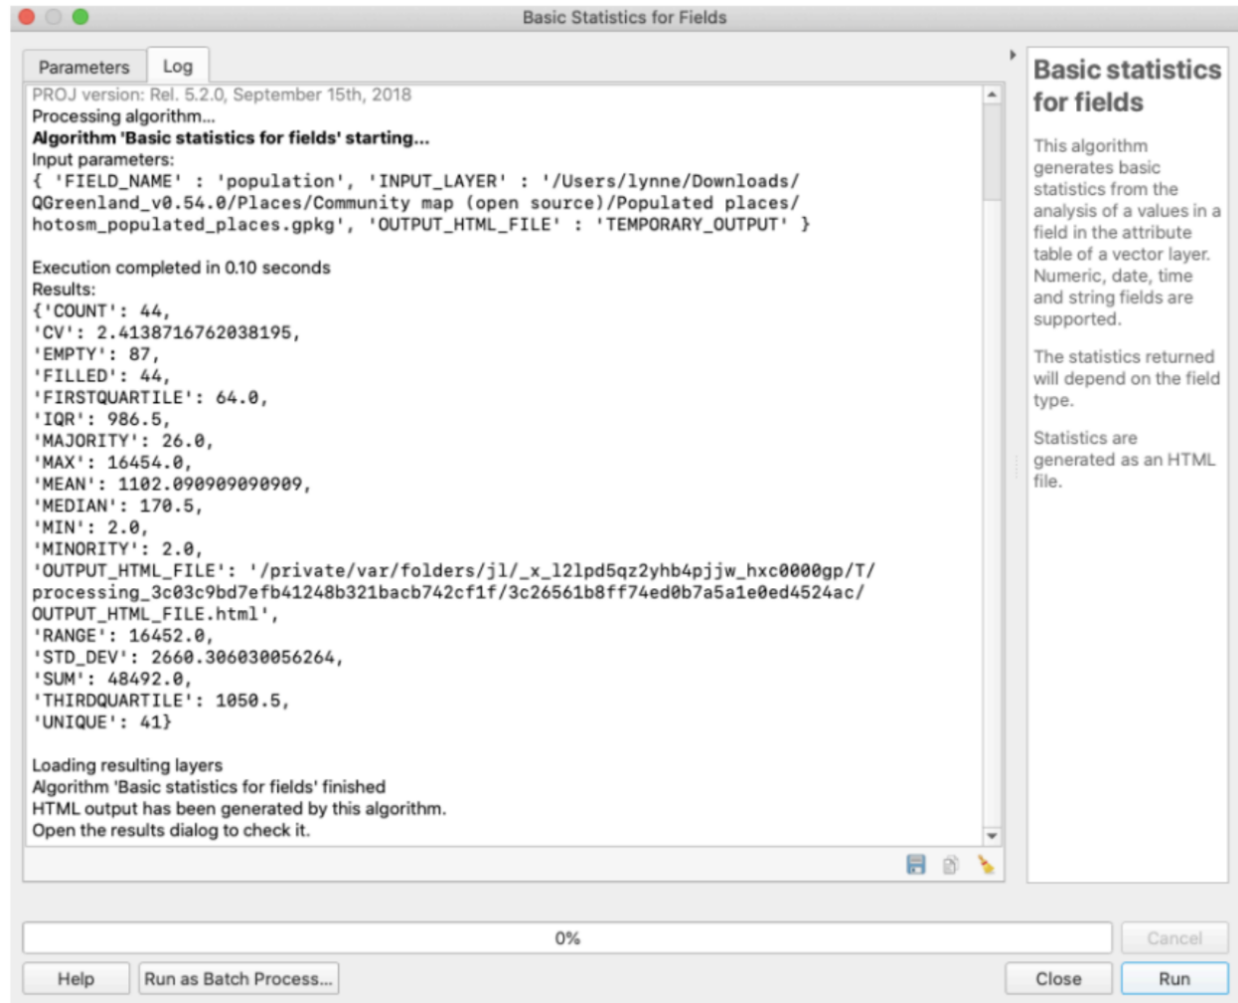 Basic Statistics for Fields
Parameters
Log
PROJ version: Rel. 5.2.0, September 15th, 2018
Processing algorithm...
Algorithm 'Basic statistics for fields' starting...
Input parameters:
{ 'FIELD_NAME' : 'population', 'INPUT_LAYER' : '/Users/lynne/Downloads/
QGreenland_v0.54.0/Places/Community map (open source)/Populated places/
hotosm_populated_places.gpkg', 'OUTPUT_HTML_FILE' : 'TEMPORARY_OUTPUT' }
Execution completed in 0.10 seconds
Results:
{'COUNT': 44,
'CV': 2.4138716762038195,
'EMPTY': 87,
'FILLED': 44,
'FIRSTQUARTILE': 64.0,
'IQR': 986.5,
'MAJORITY': 26.0,
'MAX': 16454.0,
'MEAN': 1102.090909090909,
'MEDIAN': 170.5,
'MIN': 2.0,
'MINORITY': 2.0,
'OUTPUT_HTML_FILE': '/private/var/folders/jl/_x_l2lpd5qz2yhb4pjjw_hxc0000gp/T/
processing_3c03c9bd7efb41248b321bacb742cf1f/3c26561b8ff74ed0b7a5a1e0ed4524ac/
OUTPUT_HTML_FILE.html',
'RANGE': 16452.0,
'STD_DEV': 2660.306030056264,
'SUM': 48492.0,
'THIRDQUARTILE': 1050.5,
'UNIQUE': 41}
Loading resulting layers
Algorithm 'Basic statistics for fields' finished
HTML output has been generated by this algorithm.
Open the results dialog to check it.
Basic statistics
for fields
This algorithm
generates basic
statistics from the
analysis of a values in a
field in the attribute
table of a vector layer.
Numeric, date, time
and string fields are
supported.
The statistics returned
will depend on the field
type.
Statistics are
generated as an HTML
file.
0%
Cancel
Help
Run as Batch Process...
Close
Run